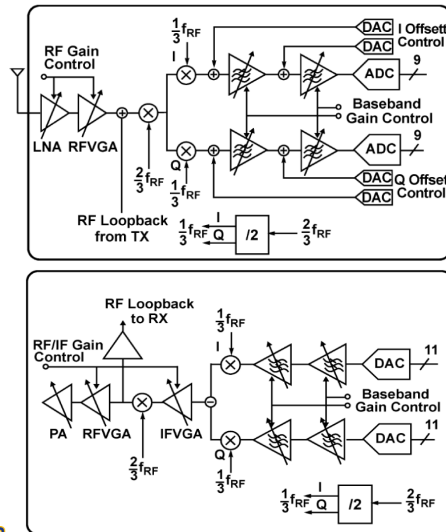 1/3 fRF
DAC
I Offset
DAC
Control
RF Gain
Control
I
ADC
9
LNA
RFVGA
Baseband
Gain Control
2/3 fRF
Q
ADC
9
1/3 fRF
DAC
Q Offset
DAC
Control
RF Loopback
from TX
1/3 fRF
I
Q
/2
2/3 fRF
RF Loopback
to RX
RF/IF Gain
Control
1/3 fRF
I
DAC
11
PA
RFVGA
IFVGA
Baseband
Gain Control
2/3 fRF
Q
DAC
11
1/3 fRF
1/3 fRF
I
Q
/2
2/3 fRF